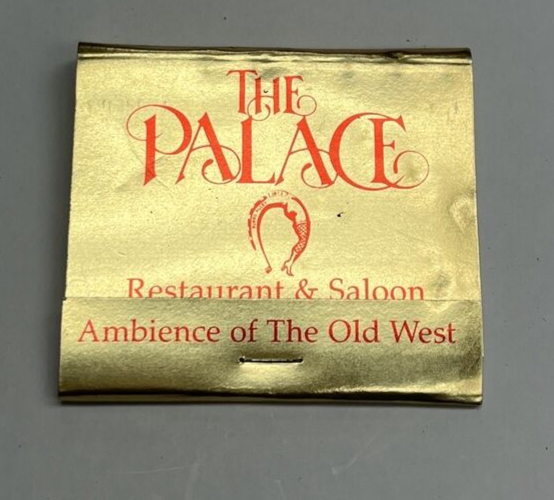 THE
PALACE
Restaurant & Saloon
Ambience of The Old West